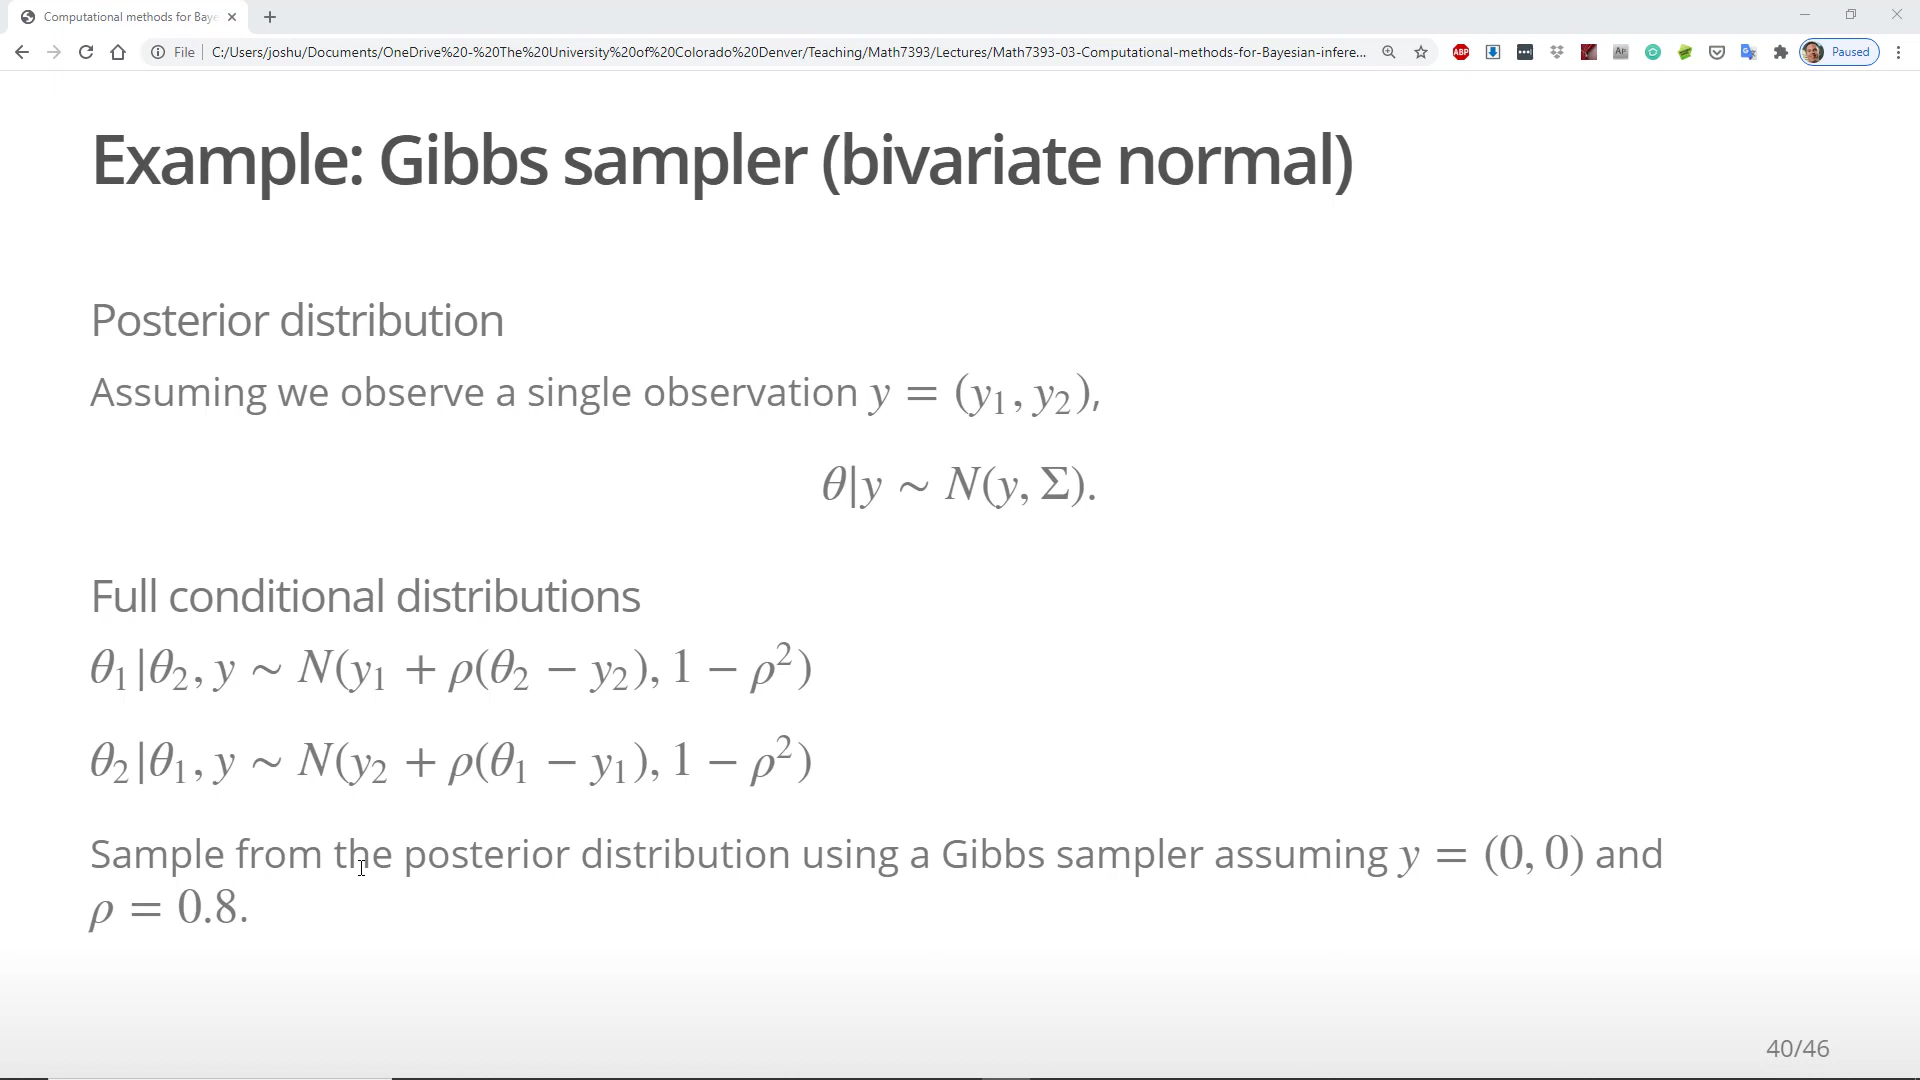 Computational methods for Baye
File
C:/Users/joshu/Documents/OneDrive%20-%20The%20University%20of%20Colorado%20Denver/Teaching/Math7393/Lectures/Math7393-03-Computational-methods-for-Bayesian-infere...
ABP
Paused
Example: Gibbs sampler (bivariate normal)
Posterior distribution
Assuming we observe a single observation y = (y₁, y₂),
θ|y ~ N(y, Σ).
Full conditional distributions
θ₁|θ₂, y ~ N(y₁ + ρ(θ₂ − y₂), 1 − ρ²)
θ₂|θ₁, y ~ N(y₂ + ρ(θ₁ − y₁), 1 − ρ²)
Sample from the posterior distribution using a Gibbs sampler assuming y = (0, 0) and
ρ = 0.8.
40/46